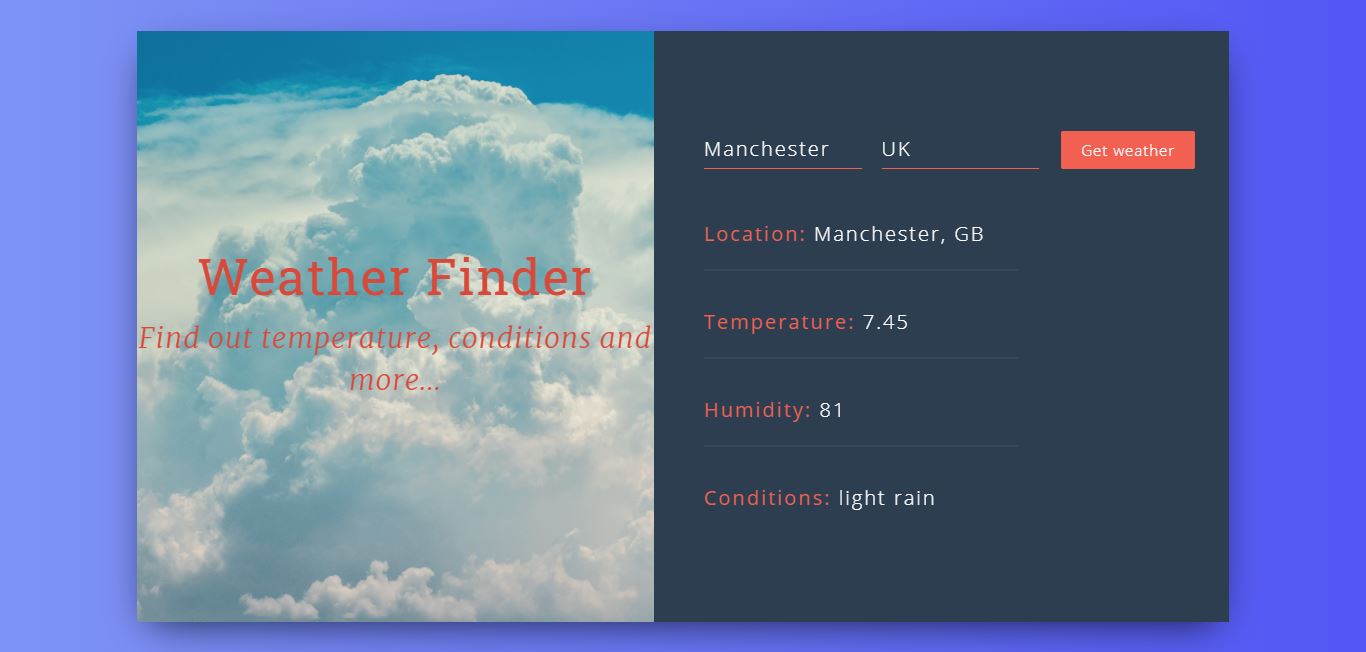 Weather Finder
Find out temperature, conditions and
more...
Manchester UK Get weather
Location: Manchester, GB
Temperature: 7.45
Humidity: 81
Conditions: light rain